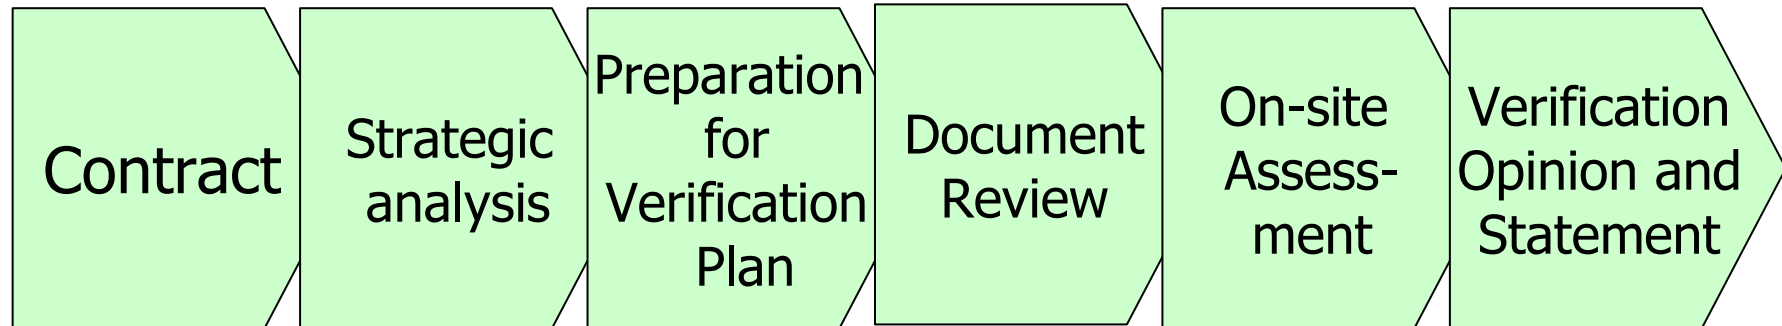 Contract
Strategic
analysis
Preparation
for
Verification
Plan
Document
Review
On-site
Assess-
ment
Verification
Opinion and
Statement